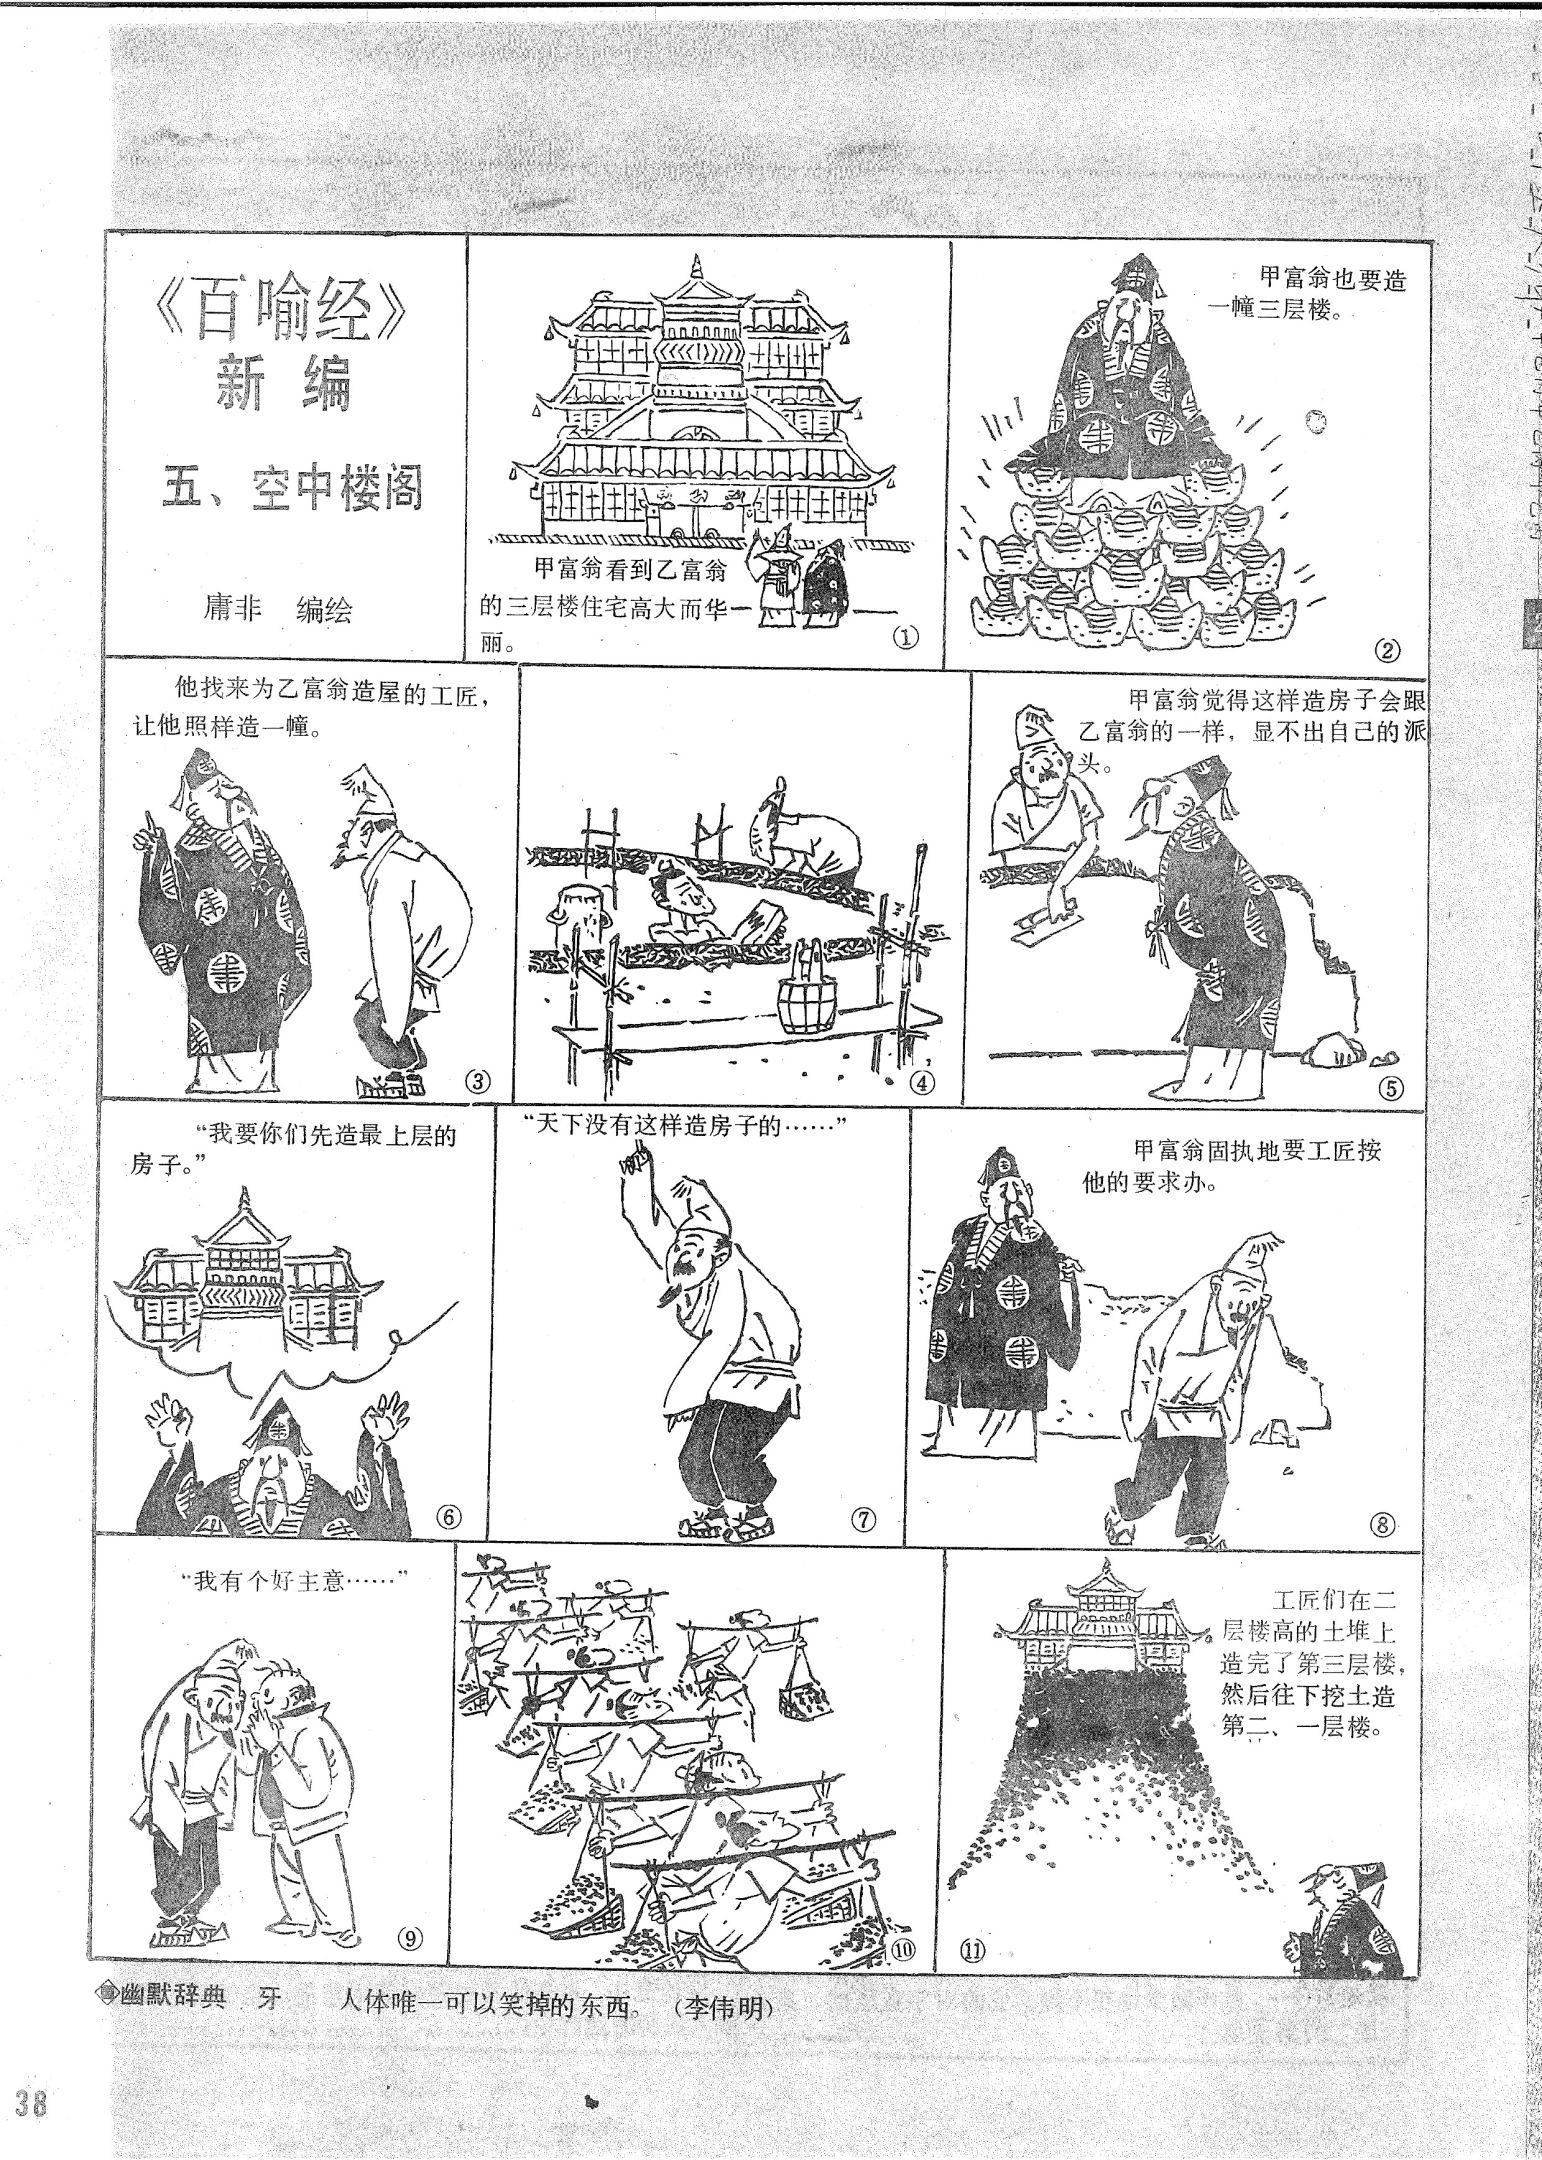 《百喻经》
新编
五、空中楼阁
庸非 编绘
甲富翁看到乙富翁
的三层楼住宅高大而华
丽。
①
甲富翁也要造
一幢三层楼。
②
他找来为乙富翁造屋的工匠，
让他照样造一幢。
③
④
甲富翁觉得这样造房子会跟
乙富翁的一样，显不出自己的派
头。
⑤
“我要你们先造最上层的
房子。”
⑥
“天下没有这样造房子的……”
⑦
甲富翁固执地要工匠按
他的要求办。
⑧
“我有个好主意……”
⑨
⑩
工匠们在二
层楼高的土堆上
造完了第三层楼，
然后往下挖土造
第二、一层楼。
⑪
幽默辞典 牙 人体唯一可以笑掉的东西。（李伟明）
38